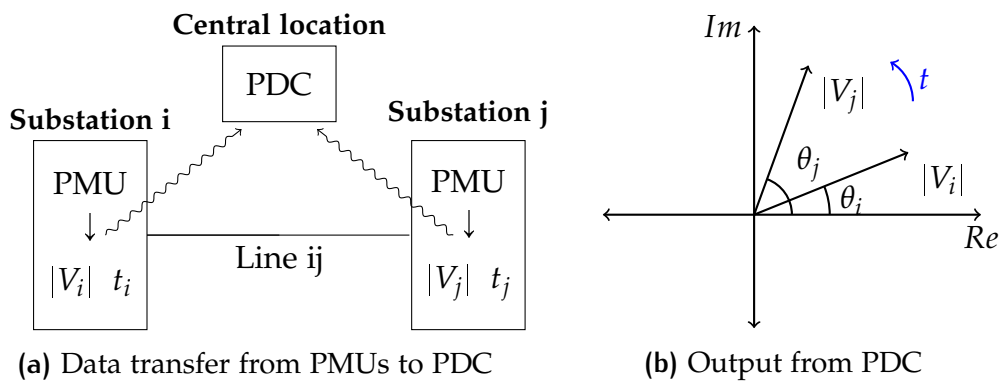 Central location
PDC
Substation i
PMU
|V_i| t_i
Substation j
PMU
|V_j| t_j
Line ij
(a) Data transfer from PMUs to PDC
Im
|V_j|
t
θ_j
|V_i|
θ_i
Re
(b) Output from PDC